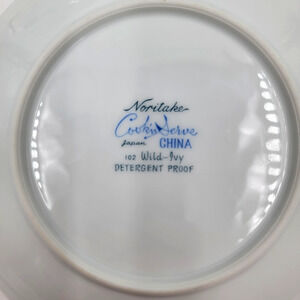 Noritake
Cook'n Serve
Japan CHINA
102 Wild-Ivy
DETERGENT PROOF